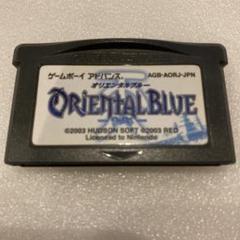 ゲームボーイ アドバンス AGB-AORJ-JPN
オリエンタルブルー
ORIENTAL BLUE
©2003 HUDSON SOFT ©2003 RED
Licensed to Nintendo